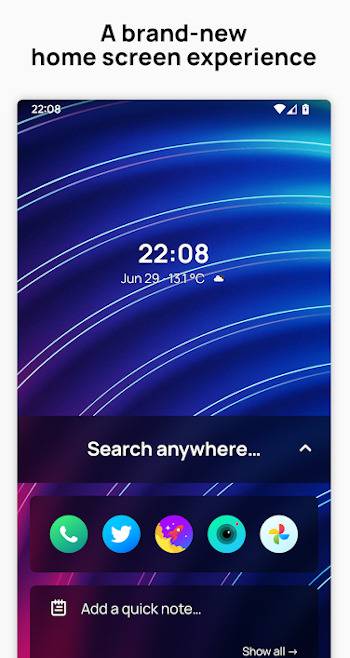 A brand-new
home screen experience
22:08
22:08
Jun 29 - 13.1 °C
Search anywhere...
Add a quick note...
Show all →